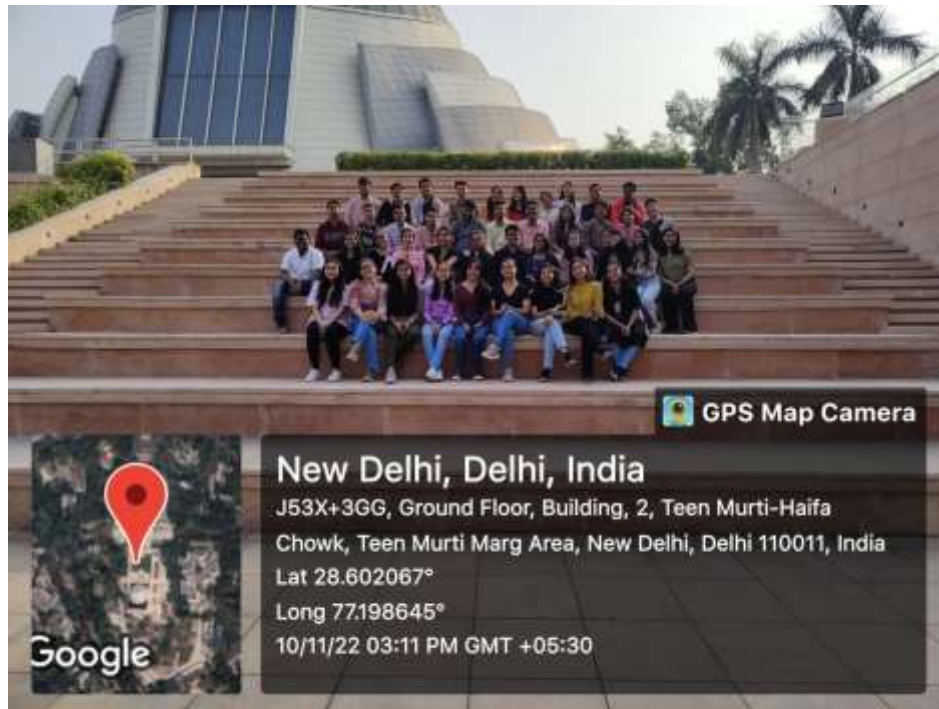 GPS Map Camera
New Delhi, Delhi, India
J53X+3GG, Ground Floor, Building, 2, Teen Murti-Haifa
Chowk, Teen Murti Marg Area, New Delhi, Delhi 110011, India
Lat 28.602067°
Long 77.198645°
10/11/22 03:11 PM GMT +05:30
Google